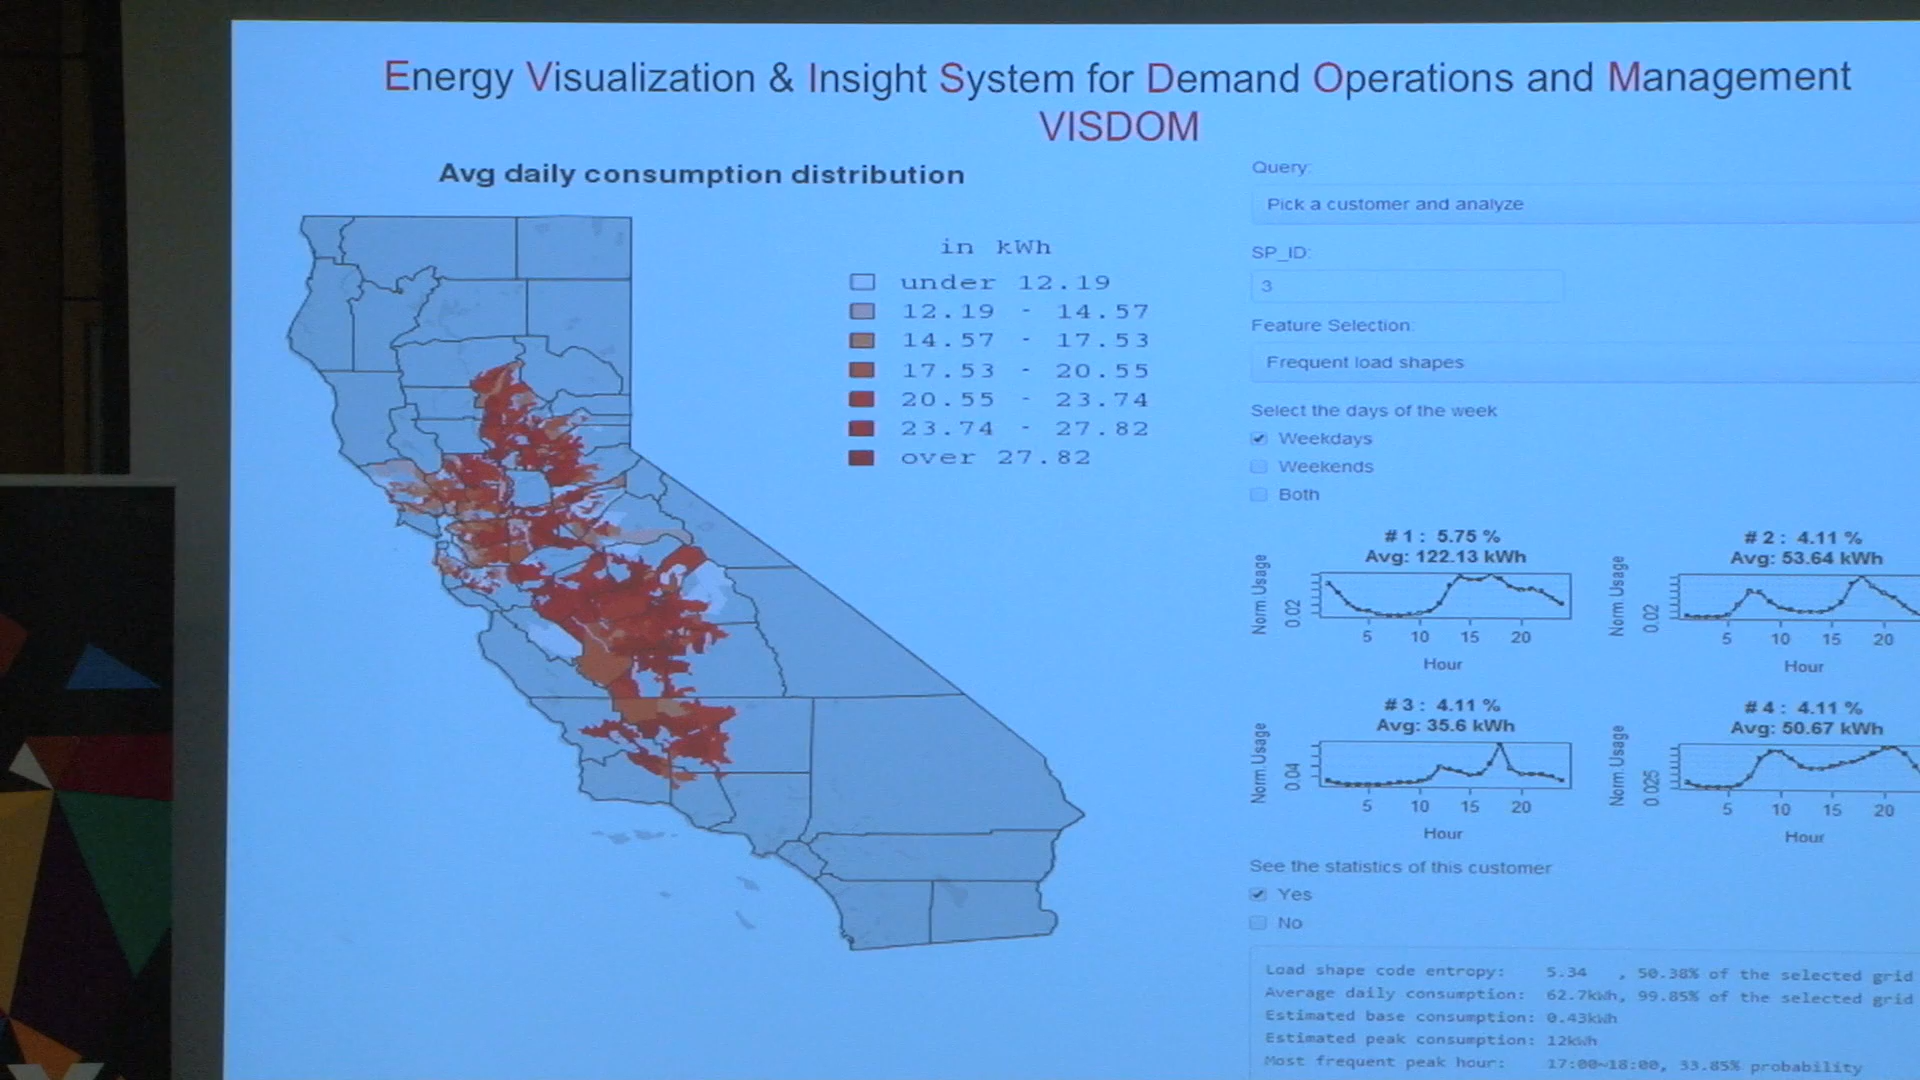 Energy Visualization & Insight System for Demand Operations and Management
VISDOM
Avg daily consumption distribution
in kWh
under 12.19
12.19 - 14.57
14.57 - 17.53
17.53 - 20.55
20.55 - 23.74
23.74 - 27.82
over 27.82
Query:
Pick a customer and analyze
SP_ID:
3
Feature Selection:
Frequent load shapes
Select the days of the week
Weekdays
Weekends
Both
# 1 : 5.75 %
Avg: 122.13 kWh
Norm.Usage
0.02
5 10 15 20
Hour
# 2 : 4.11 %
Avg: 53.64 kWh
Norm.Usage
0.02
5 10 15 20
Hour
# 3 : 4.11 %
Avg: 35.6 kWh
Norm.Usage
0.04
5 10 15 20
Hour
# 4 : 4.11 %
Avg: 50.67 kWh
Norm.Usage
0.025
5 10 15 20
Hour
See the statistics of this customer
Yes
No
Load shape code entropy: 5.34 , 50.38% of the selected grid
Average daily consumption: 62.7kWh, 99.85% of the selected grid
Estimated base consumption: 0.43kWh
Estimated peak consumption: 12kWh
Most frequent peak hour: 17:00~18:00, 33.85% probability